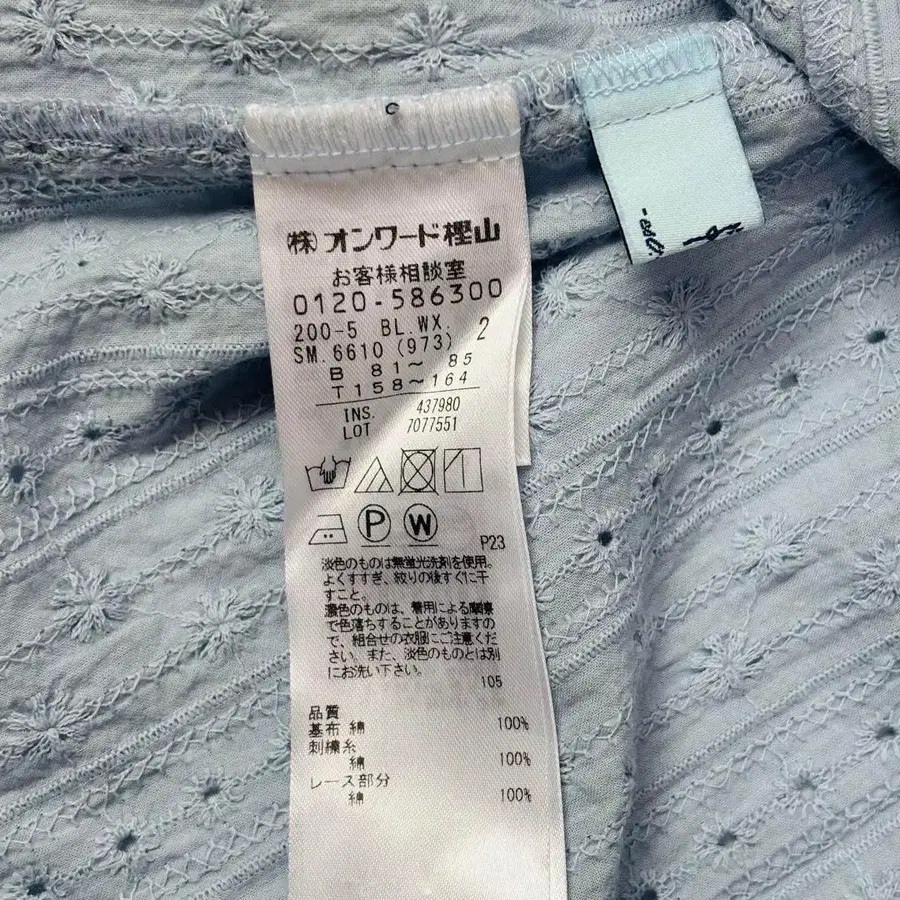 ㈱オンワード樫山
お客様相談室
0120-586300
200-5 BL.WX. 2
SM.6610(973)
B 81〜 85
T158〜164
INS. 437980
LOT 7077551
P W
P23
淡色のものは無蛍光洗剤を使用。
よくすすぎ、絞りの後すぐに干
すこと。
濃色のものは、着用による摩擦
で色落ちすることがありますの
で、組合せの衣服にご注意くだ
さい。また、淡色のものとは別
にお洗い下さい。
105
品質
基布 綿 100%
刺繍糸
綿 100%
レース部分
綿 100%